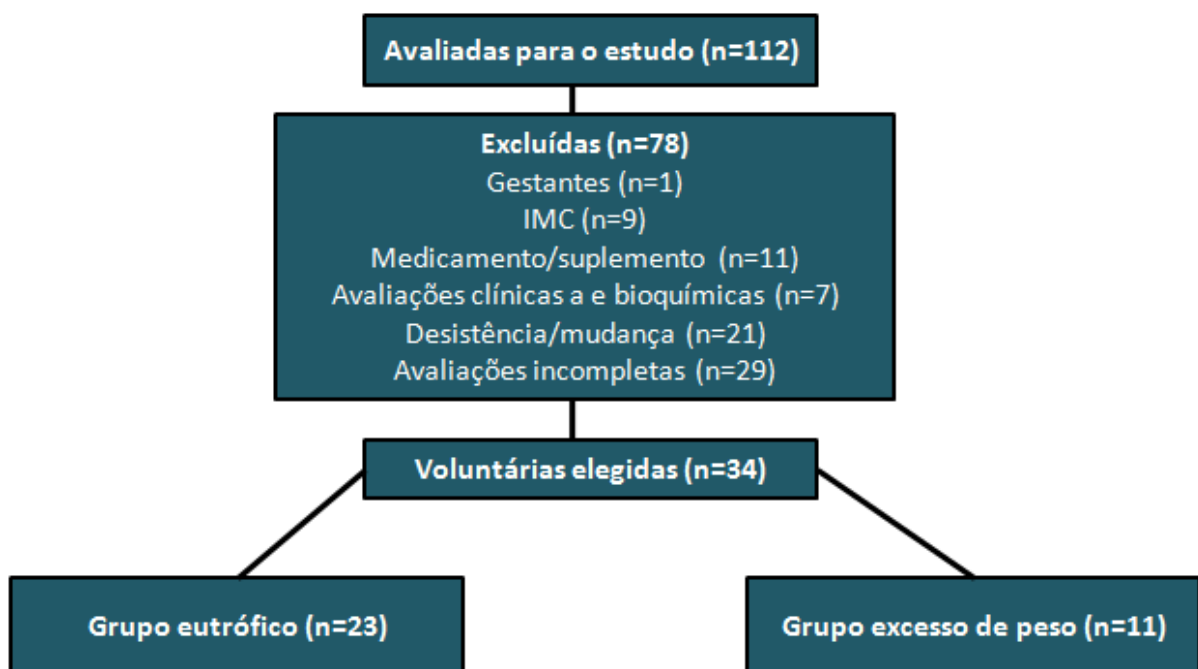 Avaliadas para o estudo (n=112)
Excluídas (n=78)
Gestantes (n=1)
IMC (n=9)
Medicamento/suplemento (n=11)
Avaliações clínicas a e bioquímicas (n=7)
Desistência/mudança (n=21)
Avaliações incompletas (n=29)
Voluntárias elegidas (n=34)
Grupo eutrófico (n=23)
Grupo excesso de peso (n=11)